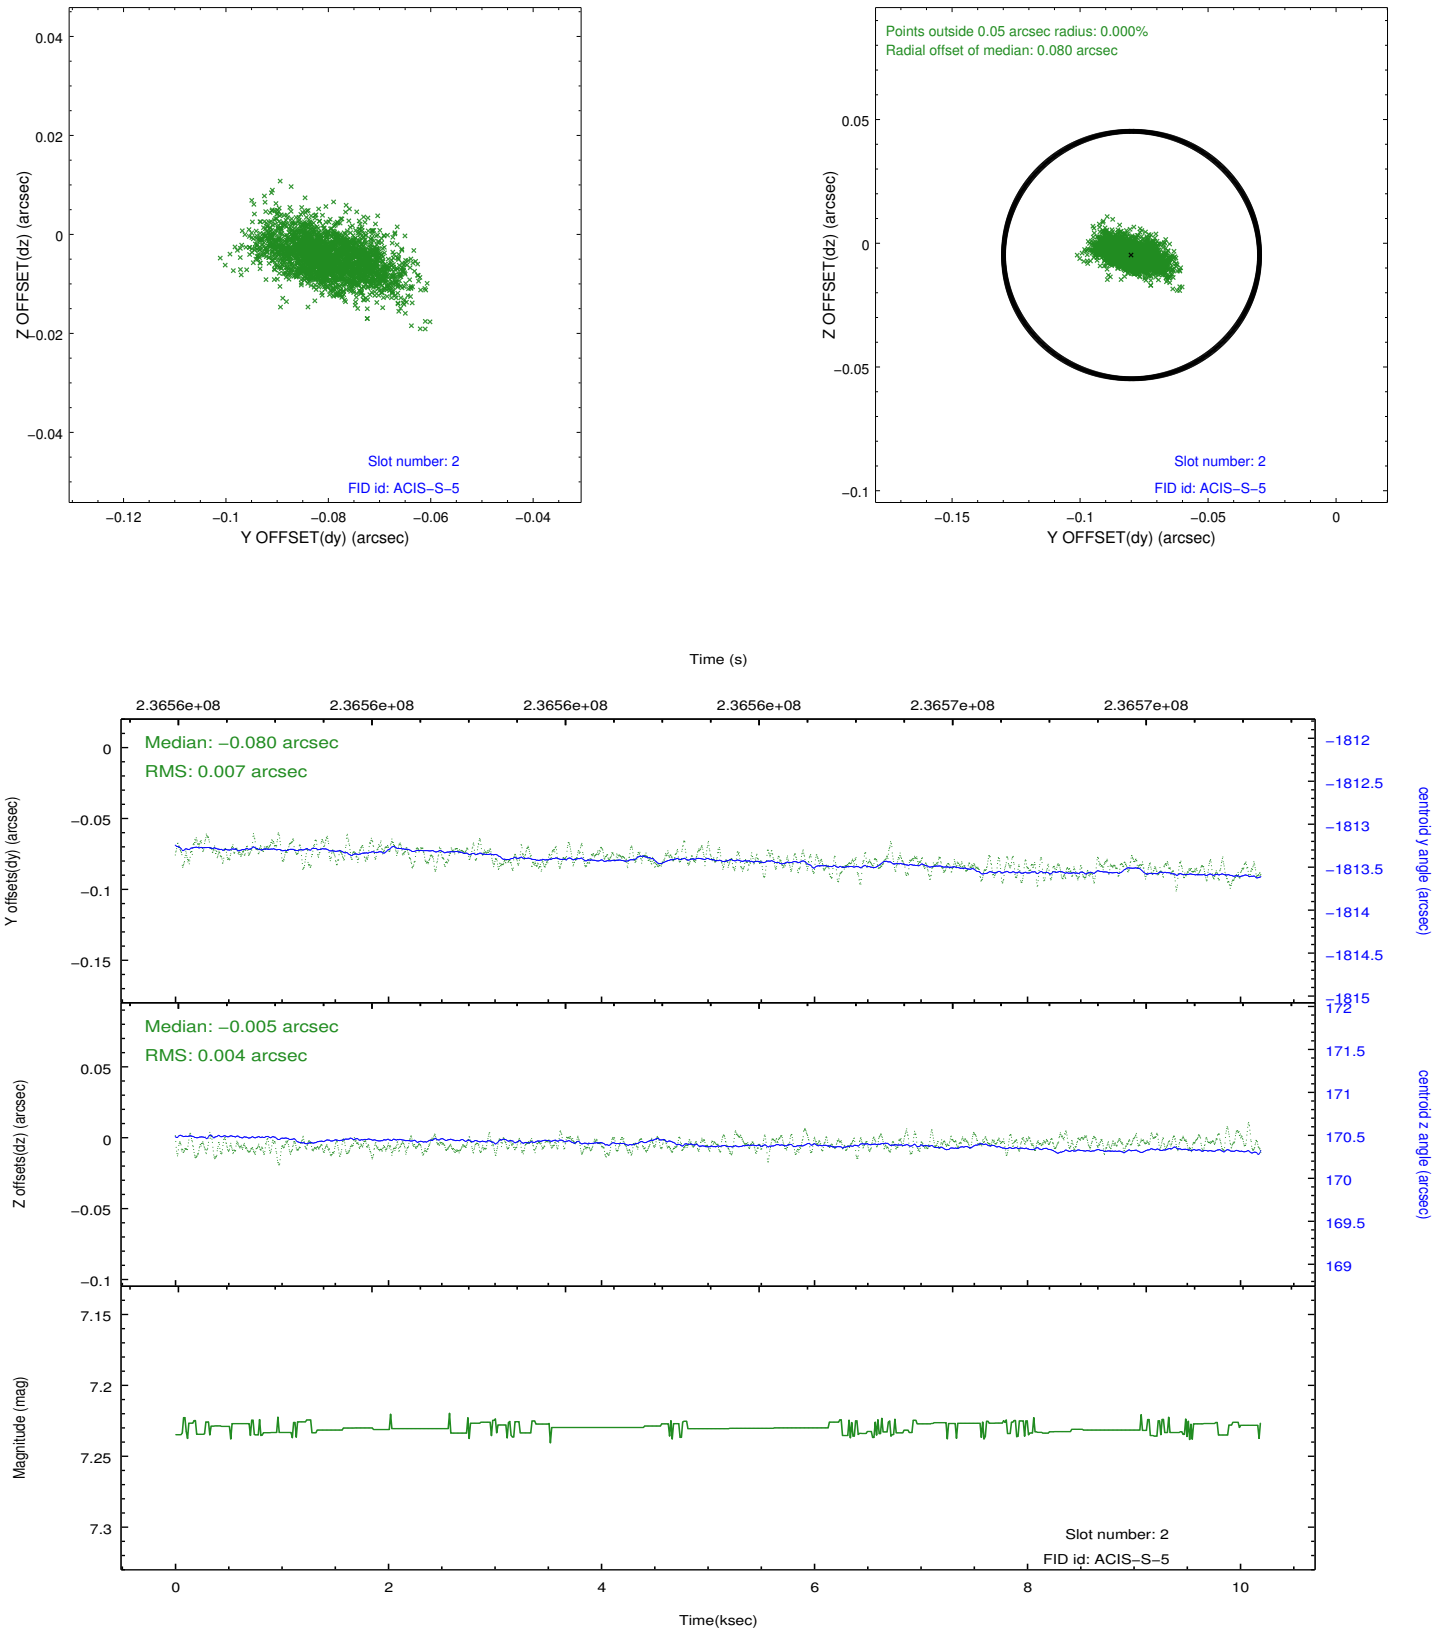 0.04
0.02
0
−0.02
−0.04
Z OFFSET(dz) (arcsec)
Slot number: 2
FID id: ACIS−S−5
−0.12
−0.1
−0.08
−0.06
−0.04
Y OFFSET(dy) (arcsec)
Points outside 0.05 arcsec radius: 0.000%
Radial offset of median: 0.080 arcsec
0.05
0
−0.05
−0.1
Z OFFSET(dz) (arcsec)
Slot number: 2
FID id: ACIS−S−5
−0.15
−0.1
−0.05
0
Y OFFSET(dy) (arcsec)
Time (s)
2.3656e+08
2.3656e+08
2.3656e+08
2.3656e+08
2.3657e+08
2.3657e+08
Median: −0.080 arcsec
RMS: 0.007 arcsec
0
−0.05
−0.1
−0.15
Y offsets(dy) (arcsec)
−1812
−1812.5
−1813
−1813.5
−1814
−1814.5
−1815
centroid y angle (arcsec)
Median: −0.005 arcsec
RMS: 0.004 arcsec
0.05
0
−0.05
−0.1
Z offsets(dz) (arcsec)
172
171.5
171
170.5
170
169.5
169
centroid z angle (arcsec)
7.15
7.2
7.25
7.3
Magnitude (mag)
Slot number: 2
FID id: ACIS−S−5
0
2
4
6
8
10
Time(ksec)